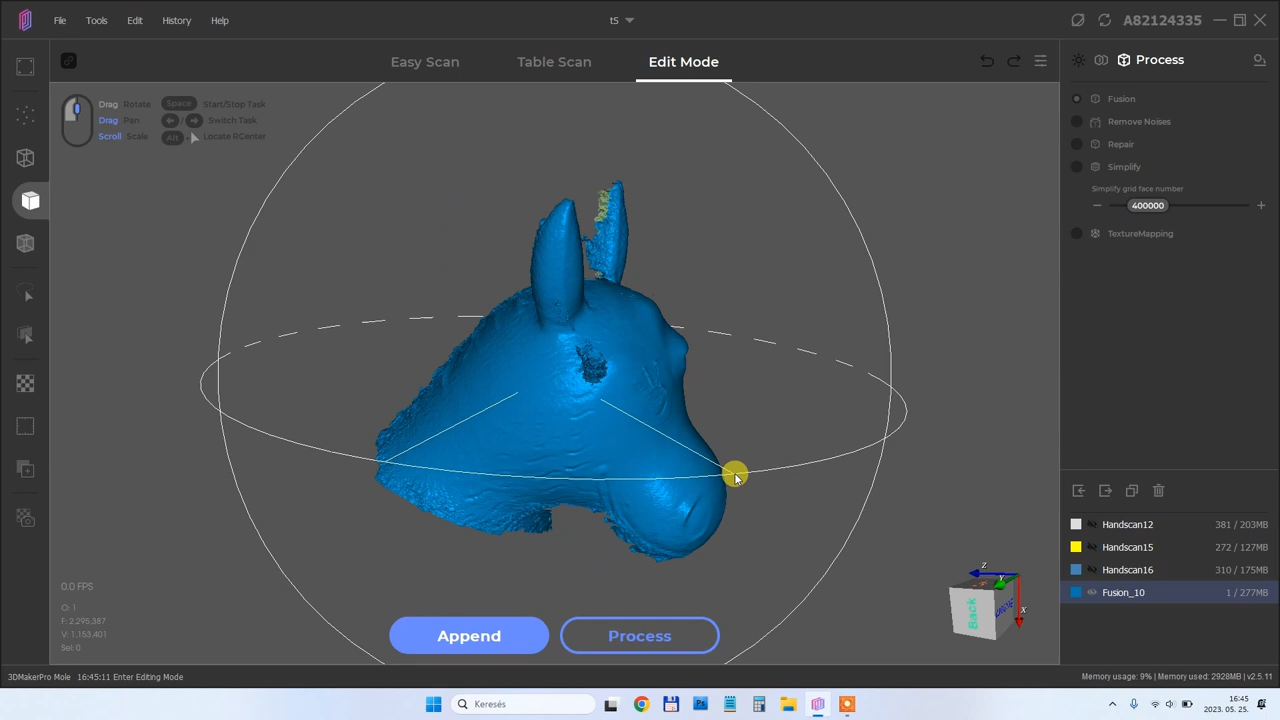 File Tools Edit History Help
tS
A82124335
Easy Scan Table Scan Edit Mode
Process
Drag Rotate Space Start/Stop Task
Drag Pan / Switch Task
Scroll Scale Alt + Locate RCenter
Fusion
Remove Noises
Repair
Simplify
Simplify grid face number
− 400000 +
TextureMapping
Handscan12 381 / 203MB
Handscan15 272 / 127MB
Handscan16 310 / 175MB
Fusion_10 1 / 277MB
0.0 FPS
O: 1
F: 2,295,387
V: 1,153,401
Sel: 0
Z
Y
X
Back
Append Process
3DMakerPro Mole 16:45:11 Enter Editing Mode
Memory usage: 9% | Memory used: 2928MB | v2.5.11
Keresés
Ps
16:45
2023. 05. 25.